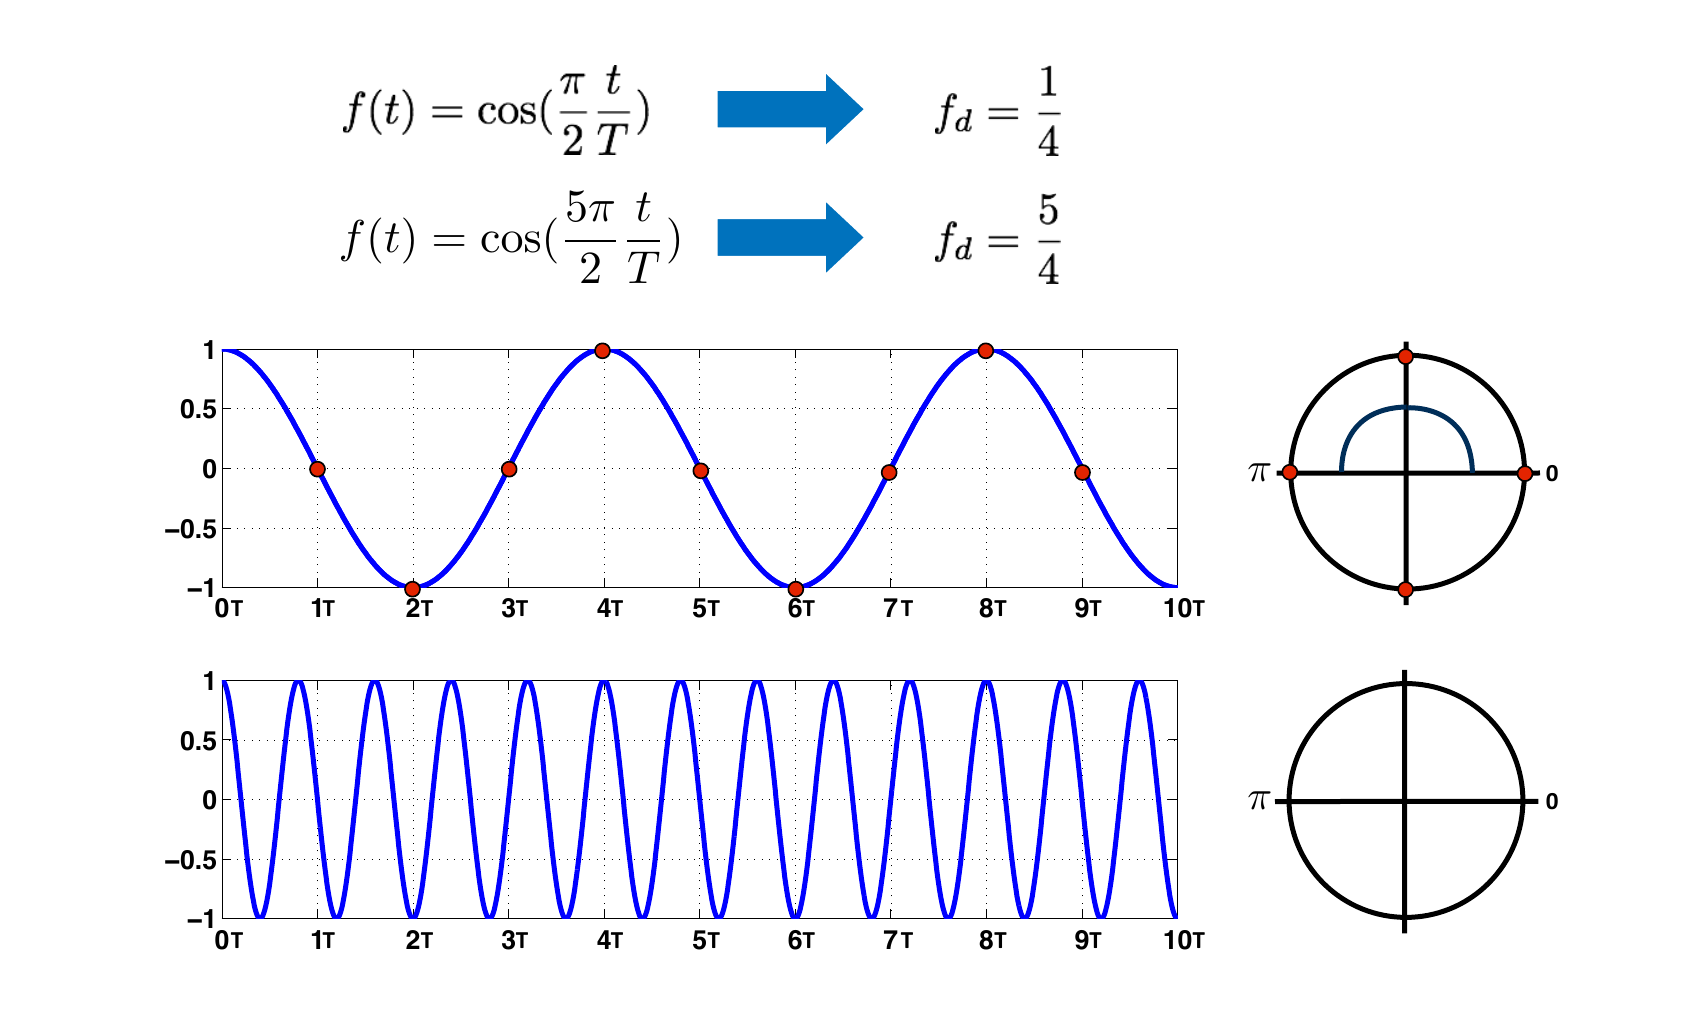 f(t) = cos(π/2 t/T) f_d = 1/4
f(t) = cos(5π/2 t/T) f_d = 5/4
1
0.5
0
−0.5
−1
0T 1T 2T 3T 4T 5T 6T 7T 8T 9T 10T
π 0
1
0.5
0
−0.5
−1
0T 1T 2T 3T 4T 5T 6T 7T 8T 9T 10T
π 0